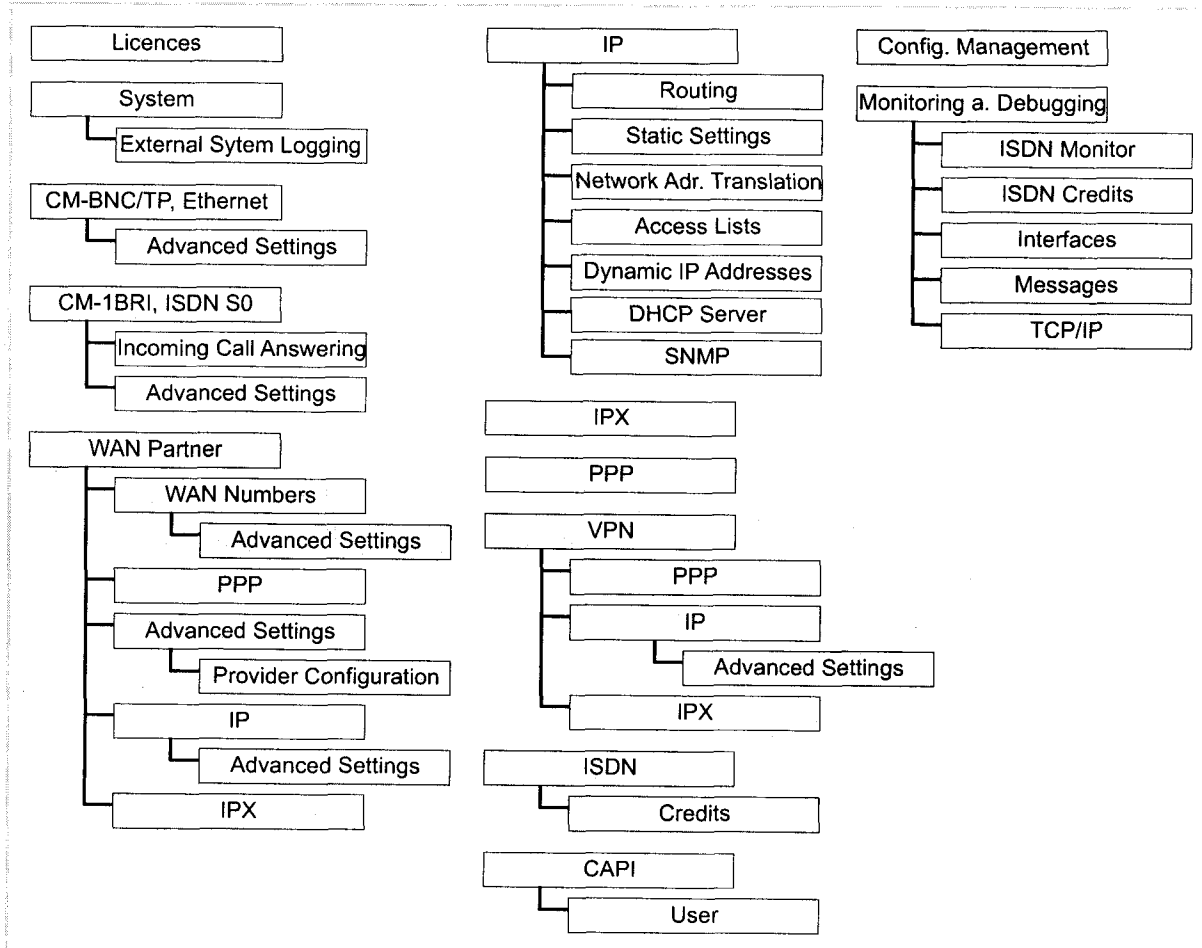 Licences
System
External Sytem Logging
CM-BNC/TP, Ethernet
Advanced Settings
CM-1BRI, ISDN S0
Incoming Call Answering
Advanced Settings
WAN Partner
WAN Numbers
Advanced Settings
PPP
Advanced Settings
Provider Configuration
IP
Advanced Settings
IPX
IP
Routing
Static Settings
Network Adr. Translation
Access Lists
Dynamic IP Addresses
DHCP Server
SNMP
IPX
PPP
VPN
PPP
IP
Advanced Settings
IPX
ISDN
Credits
CAPI
User
Config. Management
Monitoring a. Debugging
ISDN Monitor
ISDN Credits
Interfaces
Messages
TCP/IP